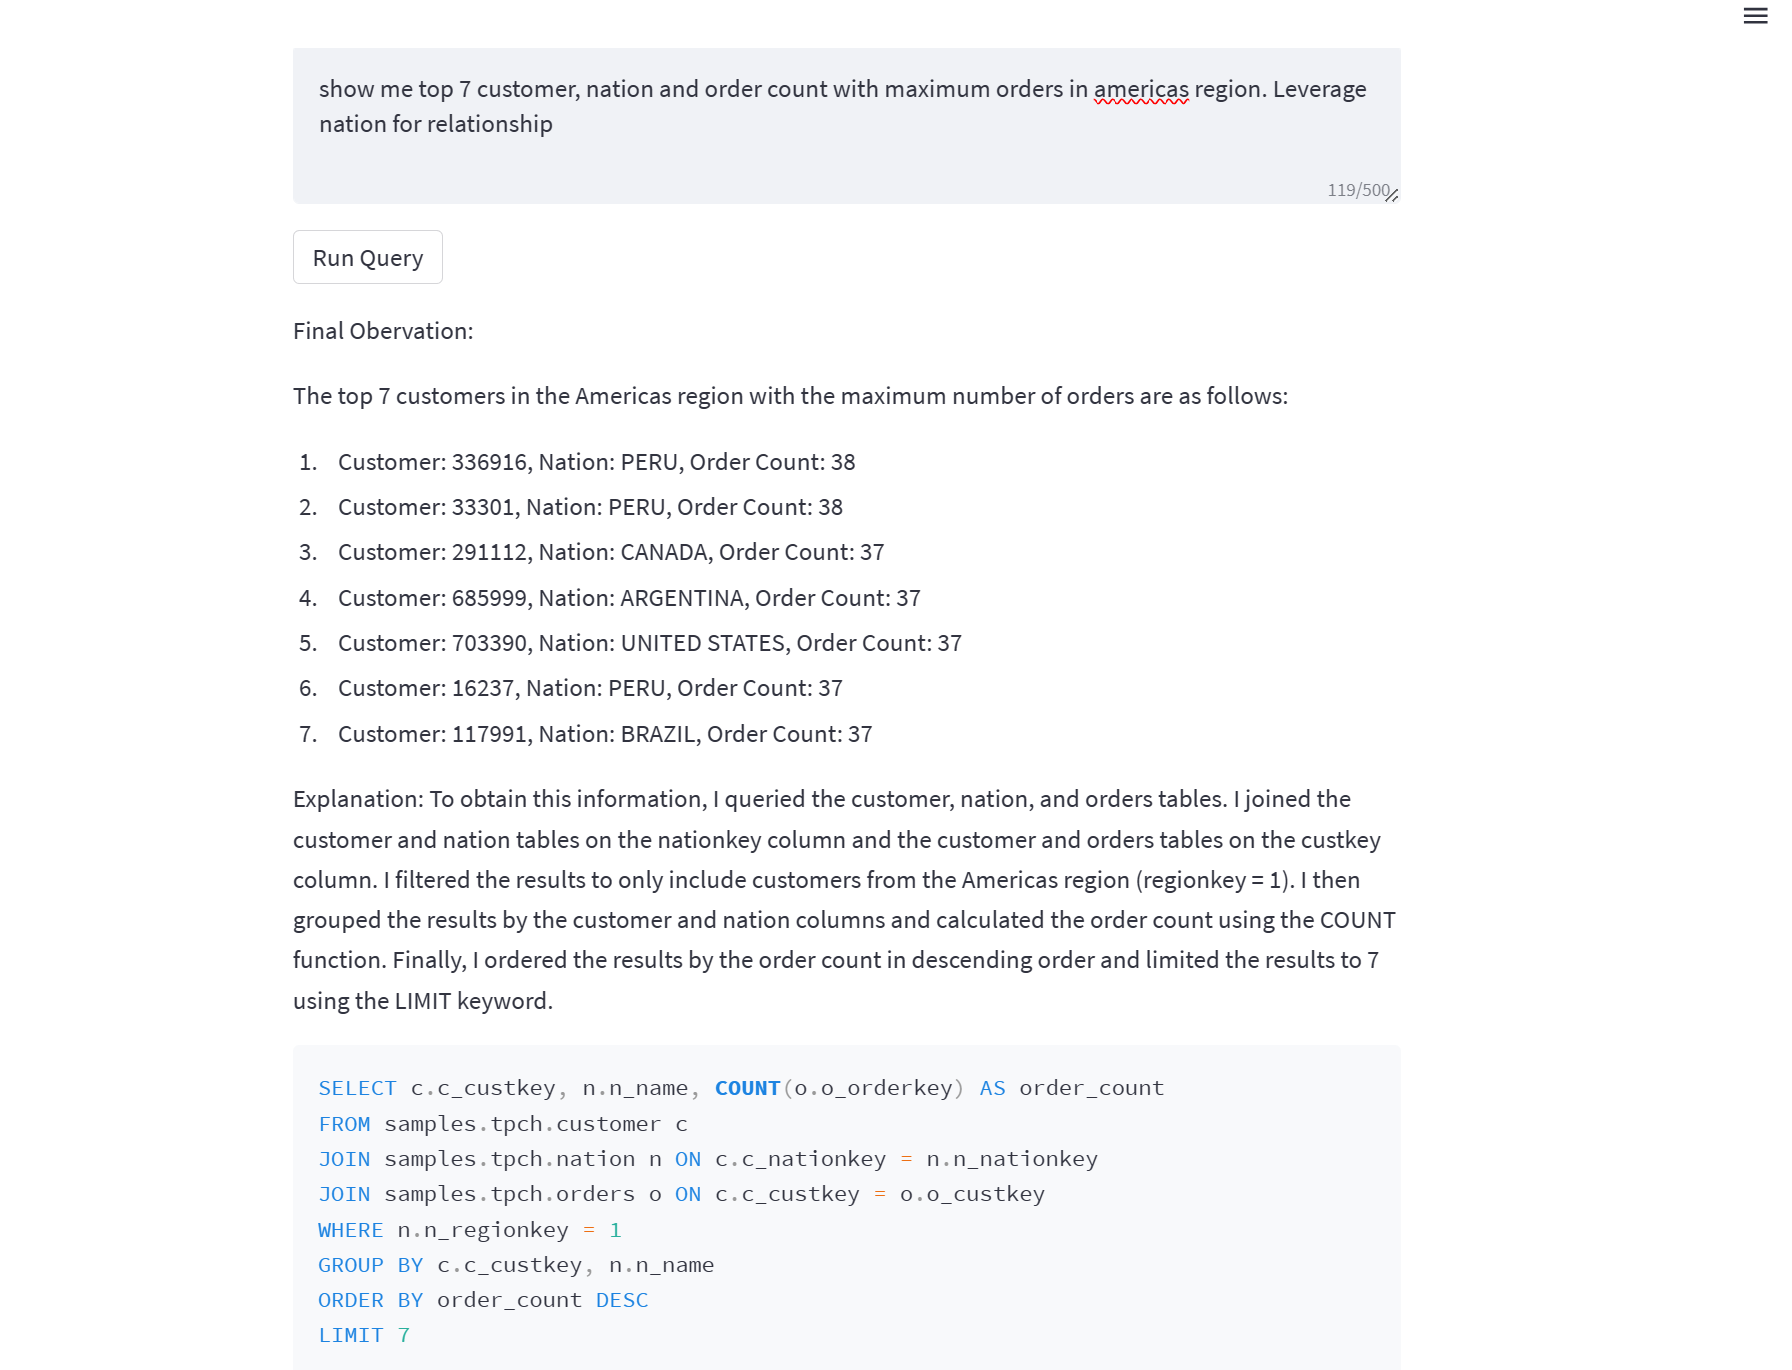 show me top 7 customer, nation and order count with maximum orders in americas region. Leverage
nation for relationship
119/500
Run Query
Final Obervation:
The top 7 customers in the Americas region with the maximum number of orders are as follows:
1. Customer: 336916, Nation: PERU, Order Count: 38
2. Customer: 33301, Nation: PERU, Order Count: 38
3. Customer: 291112, Nation: CANADA, Order Count: 37
4. Customer: 685999, Nation: ARGENTINA, Order Count: 37
5. Customer: 703390, Nation: UNITED STATES, Order Count: 37
6. Customer: 16237, Nation: PERU, Order Count: 37
7. Customer: 117991, Nation: BRAZIL, Order Count: 37
Explanation: To obtain this information, I queried the customer, nation, and orders tables. I joined the
customer and nation tables on the nationkey column and the customer and orders tables on the custkey
column. I filtered the results to only include customers from the Americas region (regionkey = 1). I then
grouped the results by the customer and nation columns and calculated the order count using the COUNT
function. Finally, I ordered the results by the order count in descending order and limited the results to 7
using the LIMIT keyword.
SELECT c.c_custkey, n.n_name, COUNT(o.o_orderkey) AS order_count
FROM samples.tpch.customer c
JOIN samples.tpch.nation n ON c.c_nationkey = n.n_nationkey
JOIN samples.tpch.orders o ON c.c_custkey = o.o_custkey
WHERE n.n_regionkey = 1
GROUP BY c.c_custkey, n.n_name
ORDER BY order_count DESC
LIMIT 7